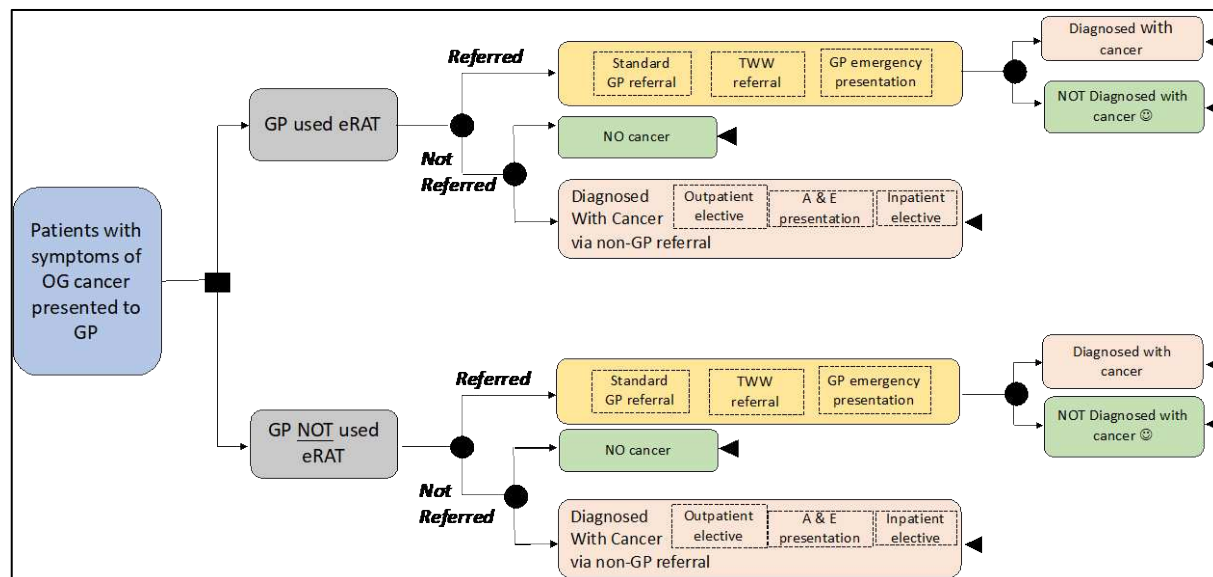 Patients with
symptoms of
OG cancer
presented to
GP
GP used eRAT
Referred
Standard
GP referral
TWW
referral
GP emergency
presentation
Diagnosed with
cancer
NOT Diagnosed with
cancer ☺
Not
Referred
NO cancer
Diagnosed
With Cancer
via non-GP referral
Outpatient
elective
A & E
presentation
Inpatient
elective
GP NOT used
eRAT
Referred
Standard
GP referral
TWW
referral
GP emergency
presentation
Diagnosed with
cancer
NOT Diagnosed with
cancer ☺
Not
Referred
NO cancer
Diagnosed
With Cancer
via non-GP referral
Outpatient
elective
A & E
presentation
Inpatient
elective